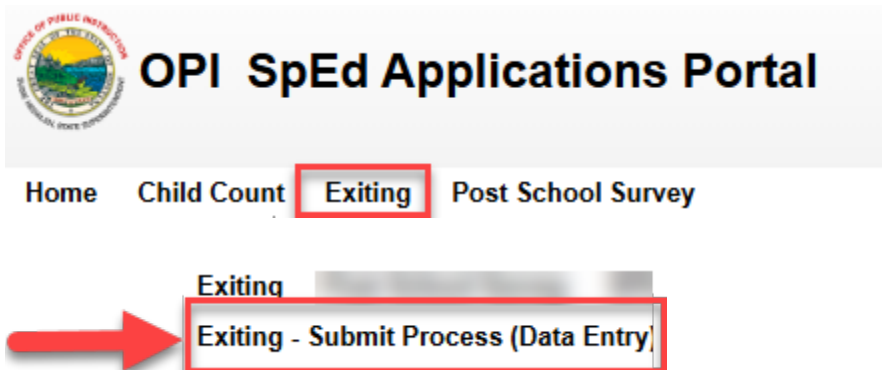 OPI SpEd Applications Portal
Home Child Count Exiting Post School Survey
Exiting
Exiting - Submit Process (Data Entry)